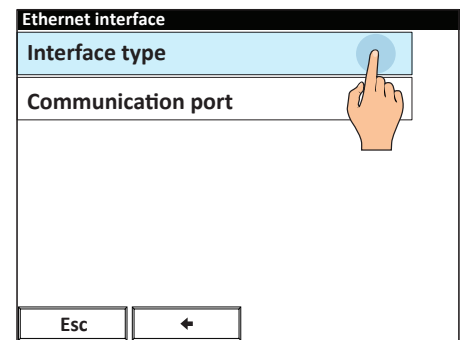 Ethernet interface
Interface type
Communication port
Esc